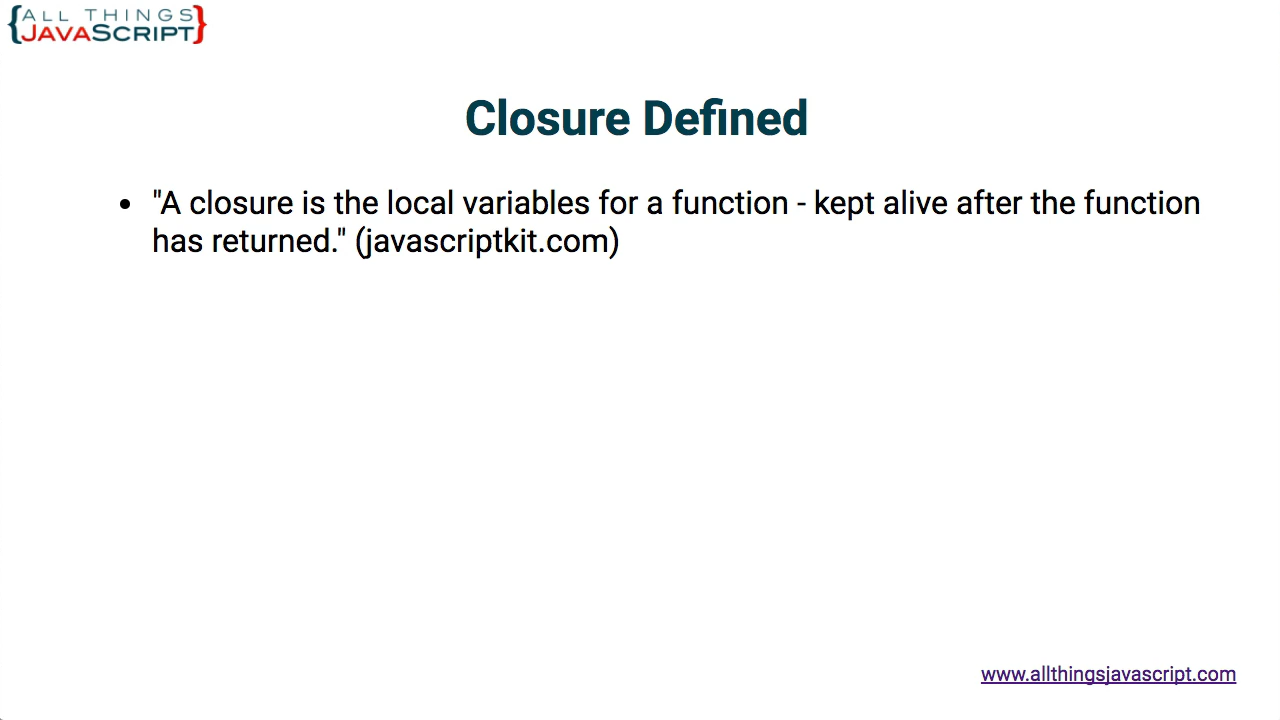 {ALL THINGS
JAVASCRIPT}
Closure Defined
• "A closure is the local variables for a function - kept alive after the function
has returned." (javascriptkit.com)
www.allthingsjavascript.com